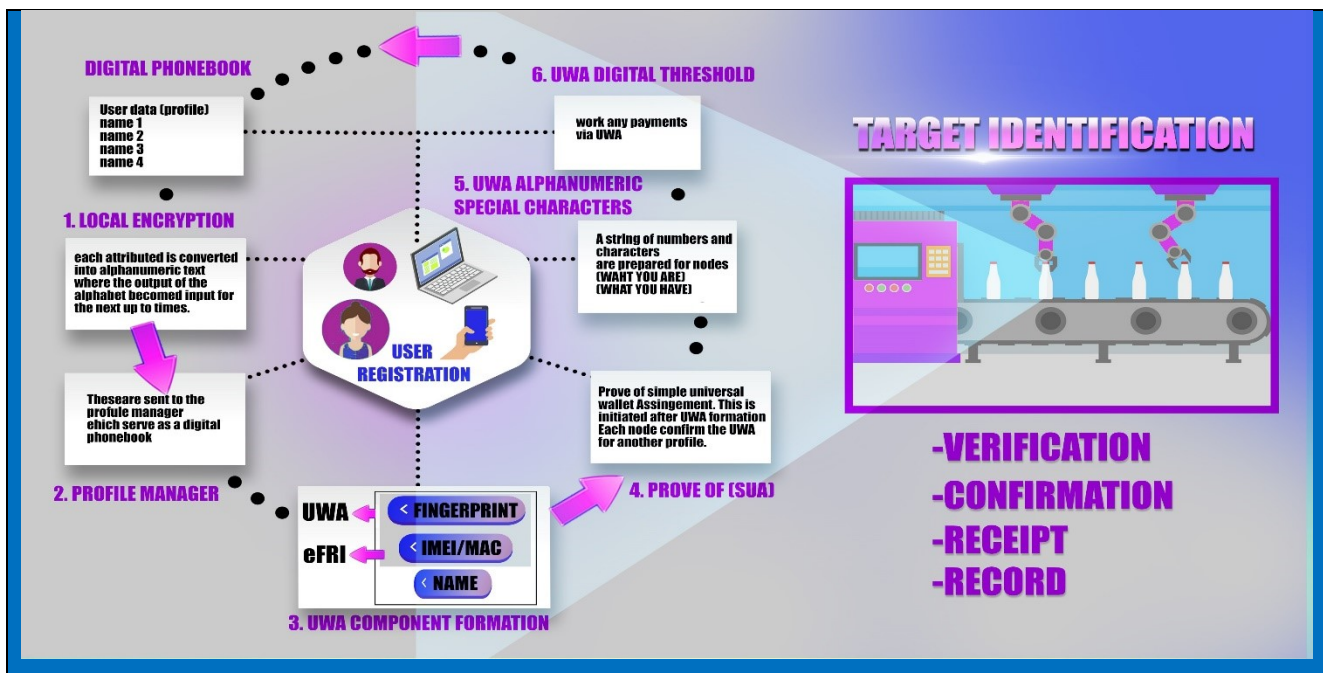 DIGITAL PHONEBOOK
User data (profile)
name 1
name 2
name 3
name 4
1. LOCAL ENCRYPTION
each attributed is converted
into alphanumeric text
where the output of the
alphabet becomed input for
the next up to times.
Theseare sent to the
profule manager
ehich serve as a digital
phonebook
2. PROFILE MANAGER
UWA
eFRI
< FINGERPRINT
< IMEI/MAC
< NAME
3. UWA COMPONENT FORMATION
USER
REGISTRATION
6. UWA DIGITAL THRESHOLD
work any payments
via UWA
5. UWA ALPHANUMERIC
SPECIAL CHARACTERS
A string of numbers and
characters
are prepared for nodes
(WAHT YOU ARE)
(WHAT YOU HAVE)
Prove of simple universal
wallet Assingement. This is
initiated after UWA formation
Each node confirm the UWA
for another profile.
4. PROVE OF (SUA)
TARGET IDENTIFICATION
-VERIFICATION
-CONFIRMATION
-RECEIPT
-RECORD